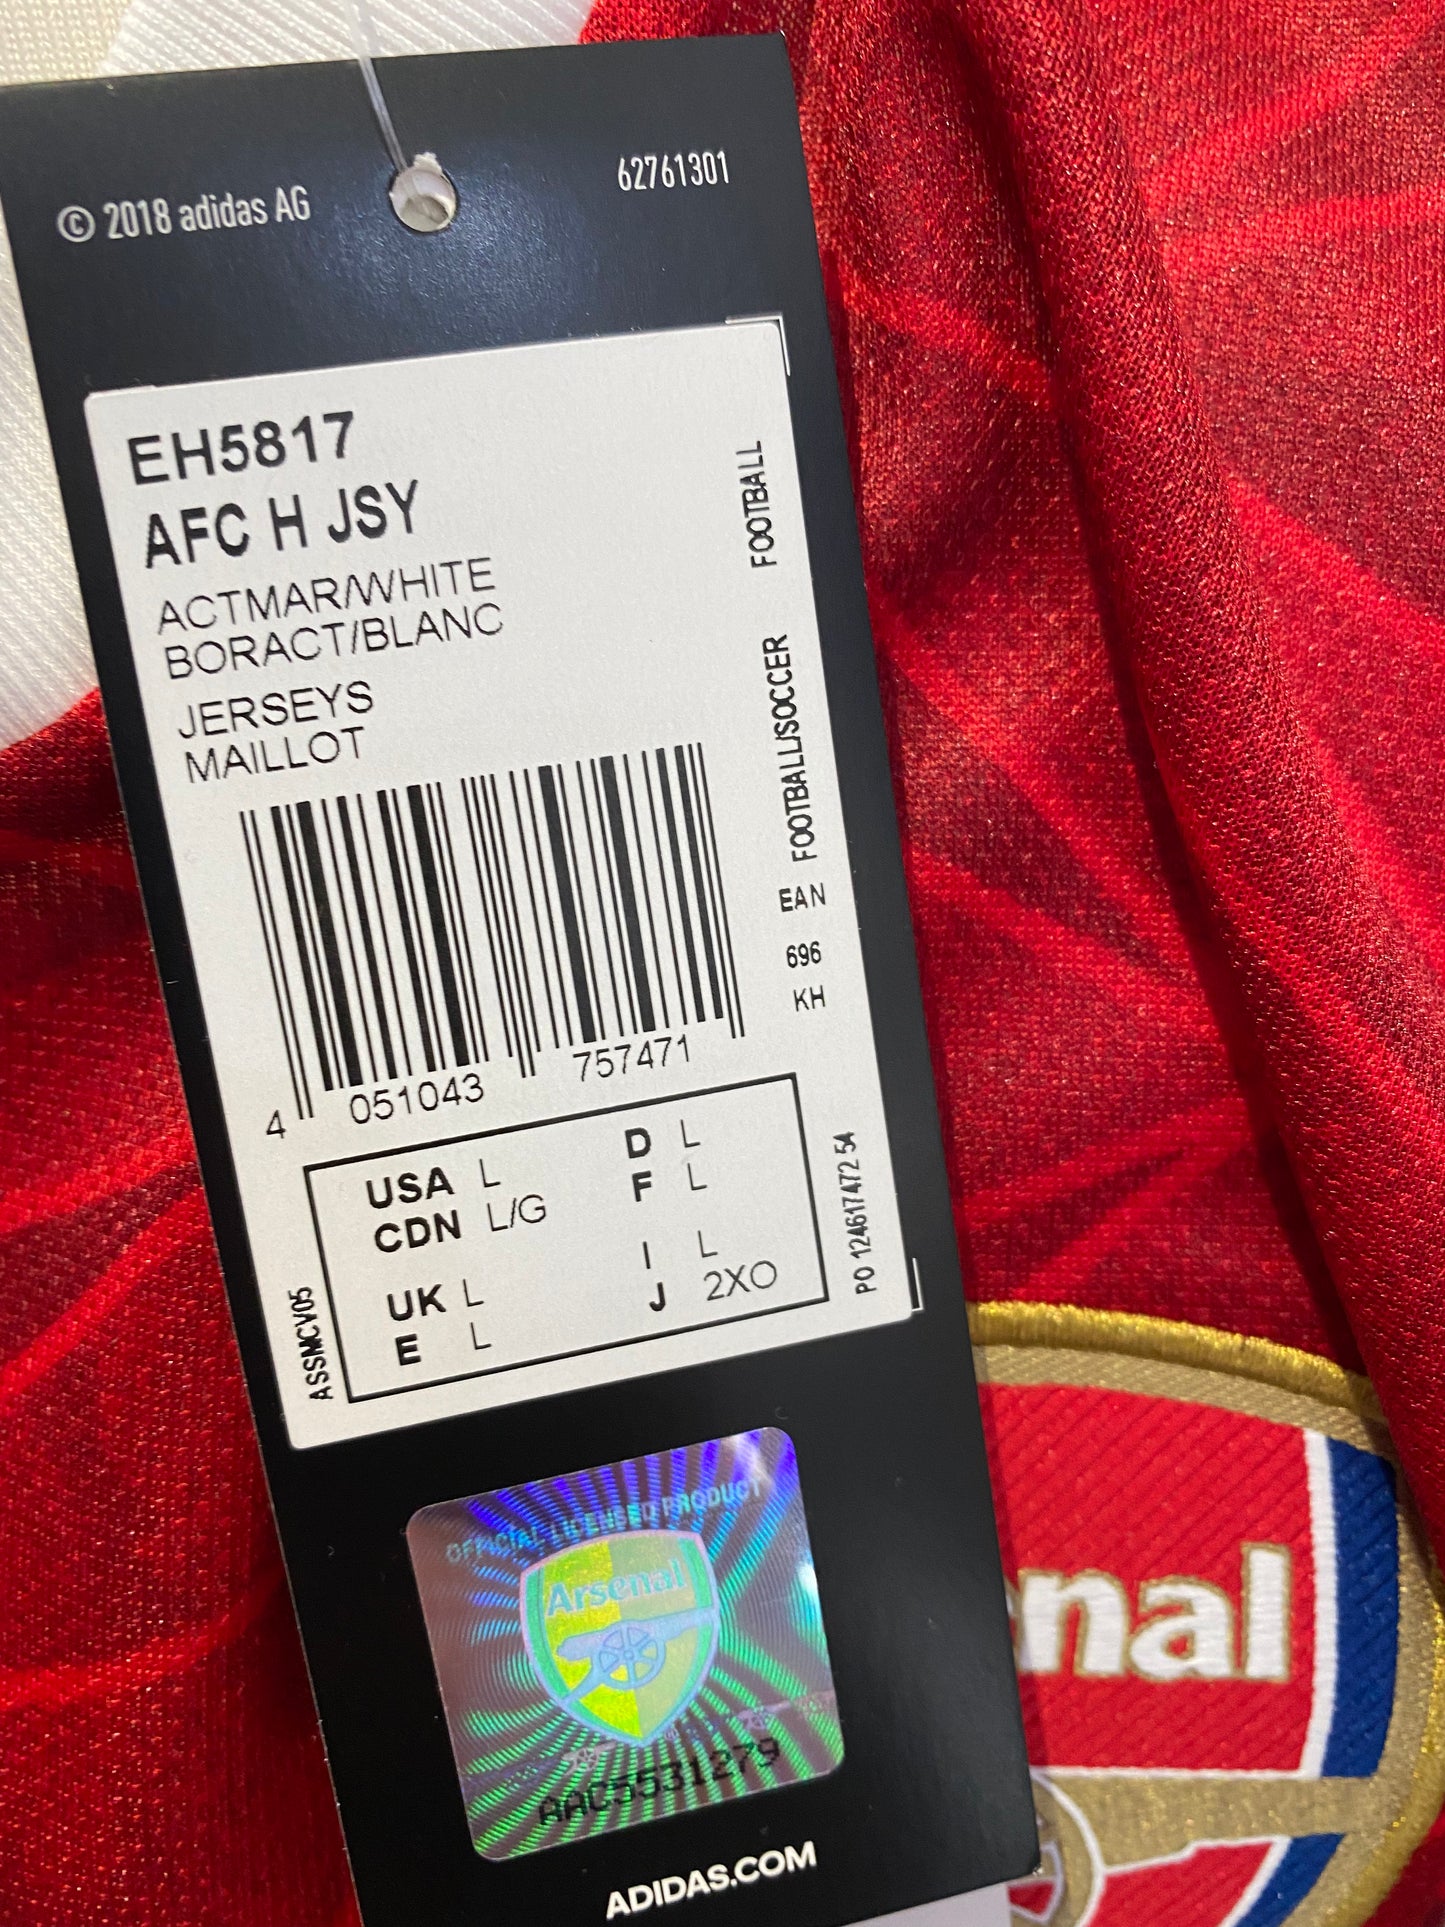 © 2018 adidas AG
62761301
EH5817
AFC H JSY
ACTMAR/WHITE
BORACT/BLANC
JERSEYS
MAILLOT
FOOTBALL
FOOTBALL/SOCCER
EAN
696
KH
4 051043 757471
USA L
CDN L/G
UK L
E L
D L
F L
I L
J 2XO
ASSMCV05
PO 124617472 54
OFFICIAL LICENSED PRODUCT
Arsenal
AAC5531279
ADIDAS.COM
enal